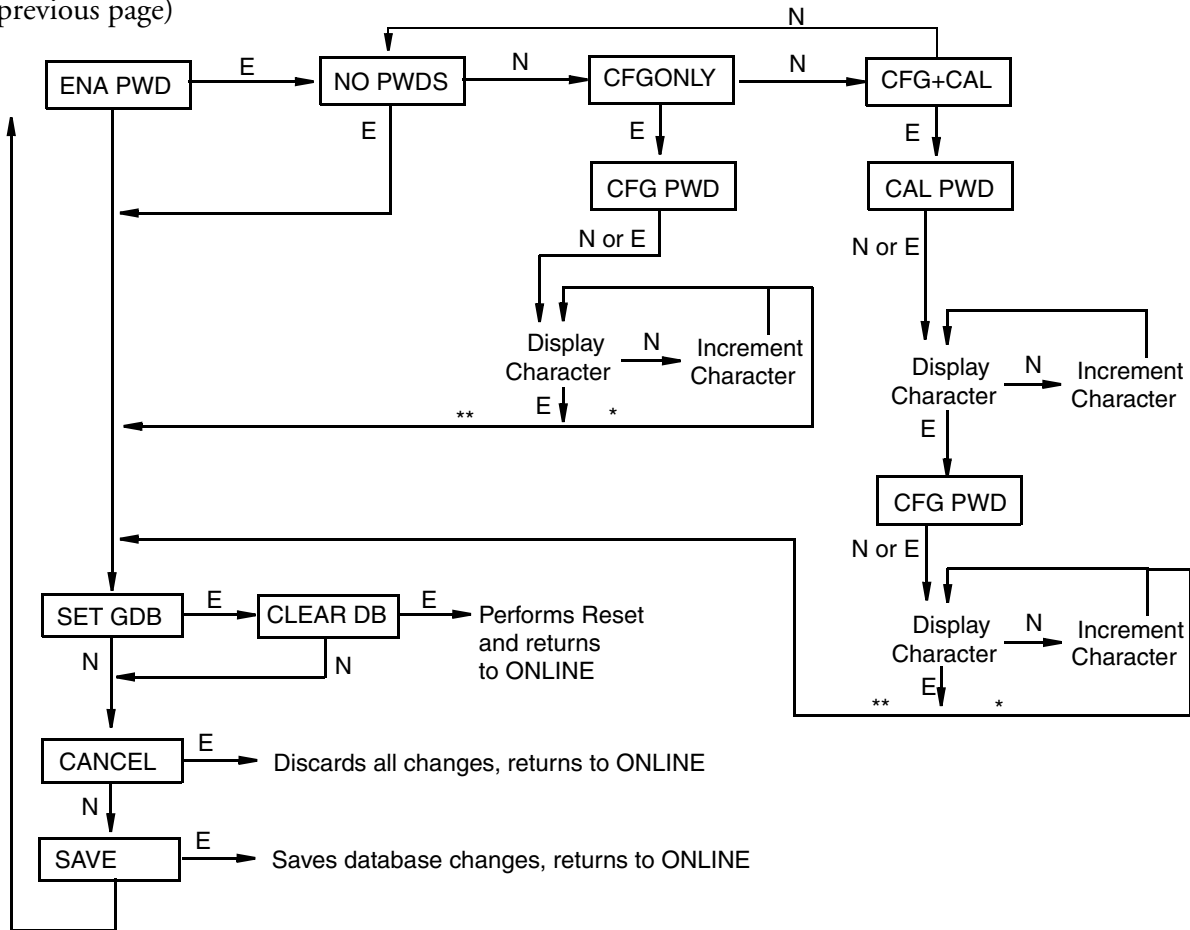 previous page)
N
ENA PWD
E
NO PWDS
N
CFGONLY
N
CFG+CAL
E
E
E
CFG PWD
CAL PWD
N or E
N or E
Display
Character
N
Increment
Character
E
**
*
Display
Character
N
Increment
Character
E
CFG PWD
N or E
SET GDB
E
CLEAR DB
E
Performs Reset
and returns
to ONLINE
N
N
Display
Character
N
Increment
Character
E
**
*
CANCEL
E
Discards all changes, returns to ONLINE
N
SAVE
E
Saves database changes, returns to ONLINE